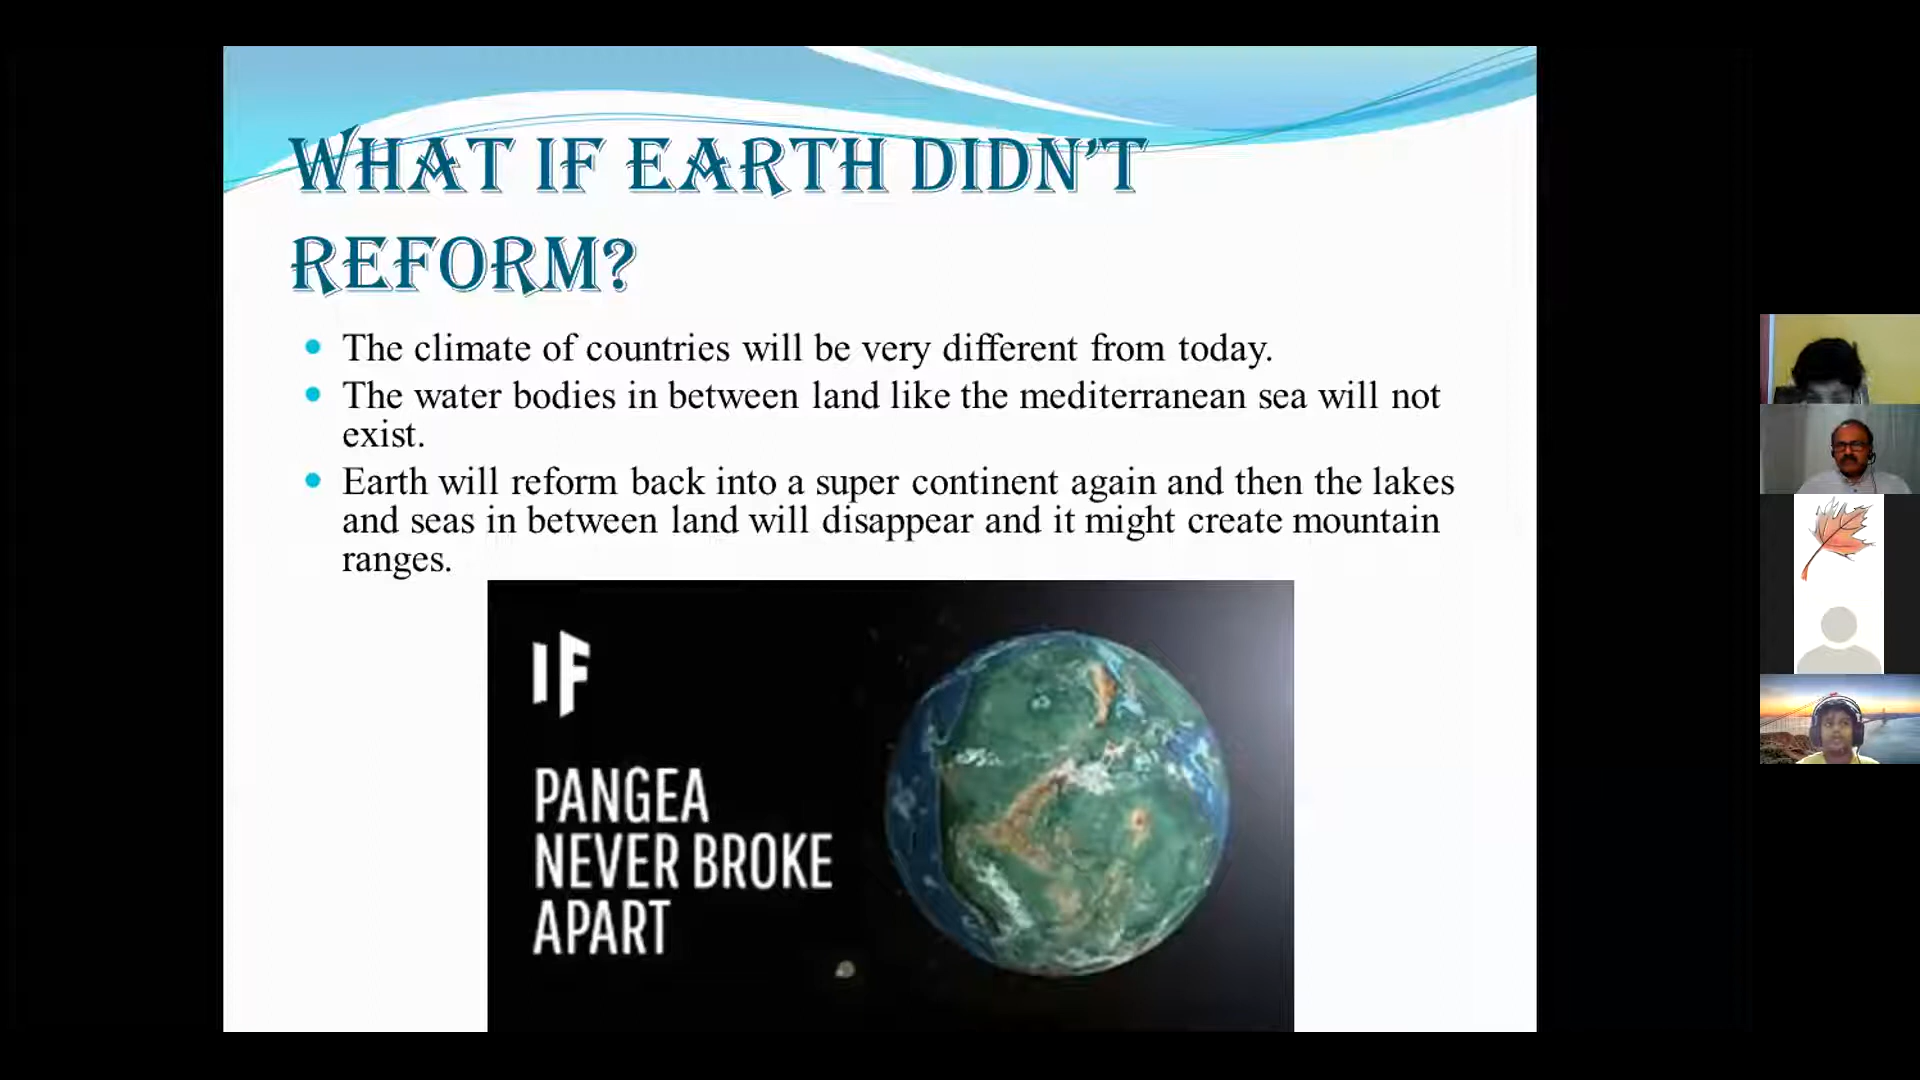 WHAT IF EARTH DIDN'T
REFORM?
• The climate of countries will be very different from today.
• The water bodies in between land like the mediterranean sea will not
exist.
• Earth will reform back into a super continent again and then the lakes
and seas in between land will disappear and it might create mountain
ranges.
IF
PANGEA
NEVER BROKE
APART